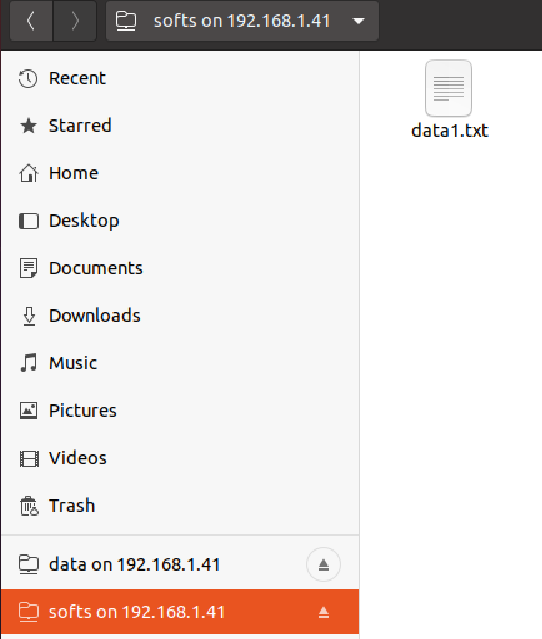 softs on 192.168.1.41
Recent
Starred
Home
Desktop
Documents
Downloads
Music
Pictures
Videos
Trash
data on 192.168.1.41
softs on 192.168.1.41
data1.txt